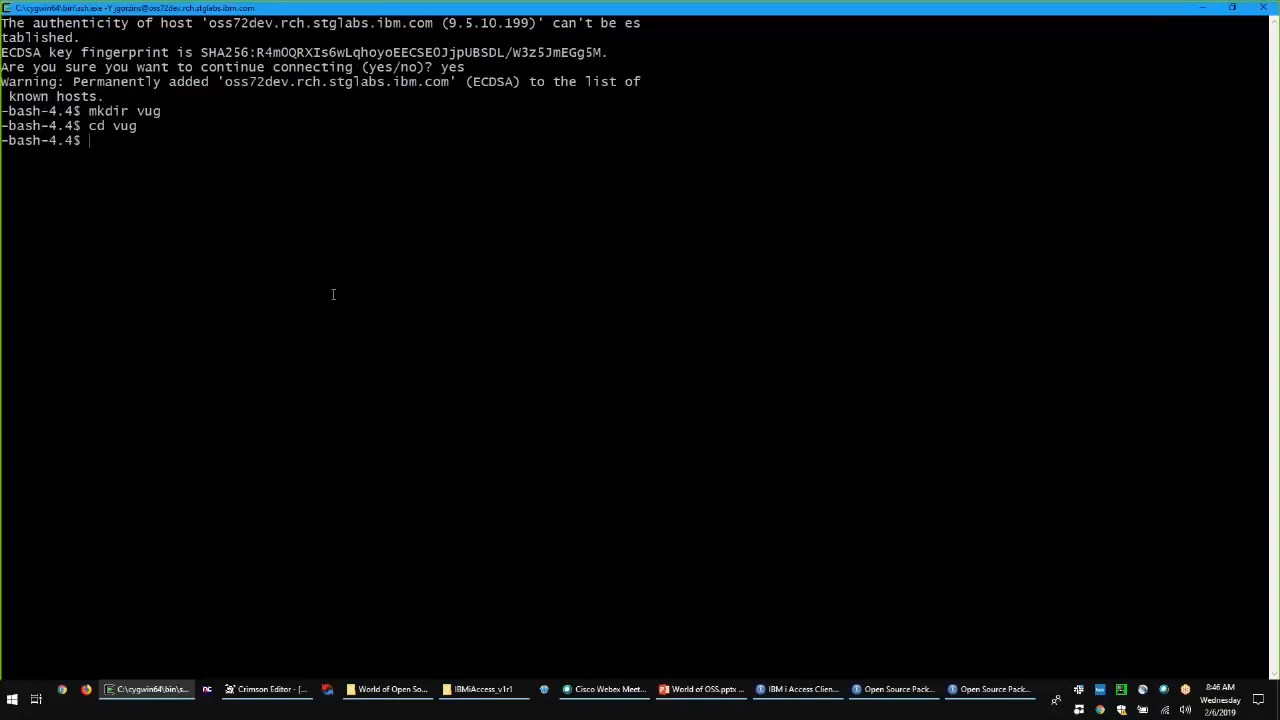 C:\cygwin64\bin\ssh.exe -Y jgorzins@oss72dev.rch.stglabs.ibm.com
The authenticity of host 'oss72dev.rch.stglabs.ibm.com (9.5.10.199)' can't be es
tablished.
ECDSA key fingerprint is SHA256:R4mOQRXIs6wLqhoyoEECSEOJjpUBSDL/W3z5JmEGg5M.
Are you sure you want to continue connecting (yes/no)? yes
Warning: Permanently added 'oss72dev.rch.stglabs.ibm.com' (ECDSA) to the list of
 known hosts.
-bash-4.4$ mkdir vug
-bash-4.4$ cd vug
-bash-4.4$
C:\cygwin64\bin\s...
Crimson Editor - [...
World of Open So...
IBMiAccess_v1r1
Cisco Webex Meet...
World of OSS.pptx ...
IBM i Access Clien...
Open Source Pack...
Open Source Pack...
8:46 AM
Wednesday
2/6/2019